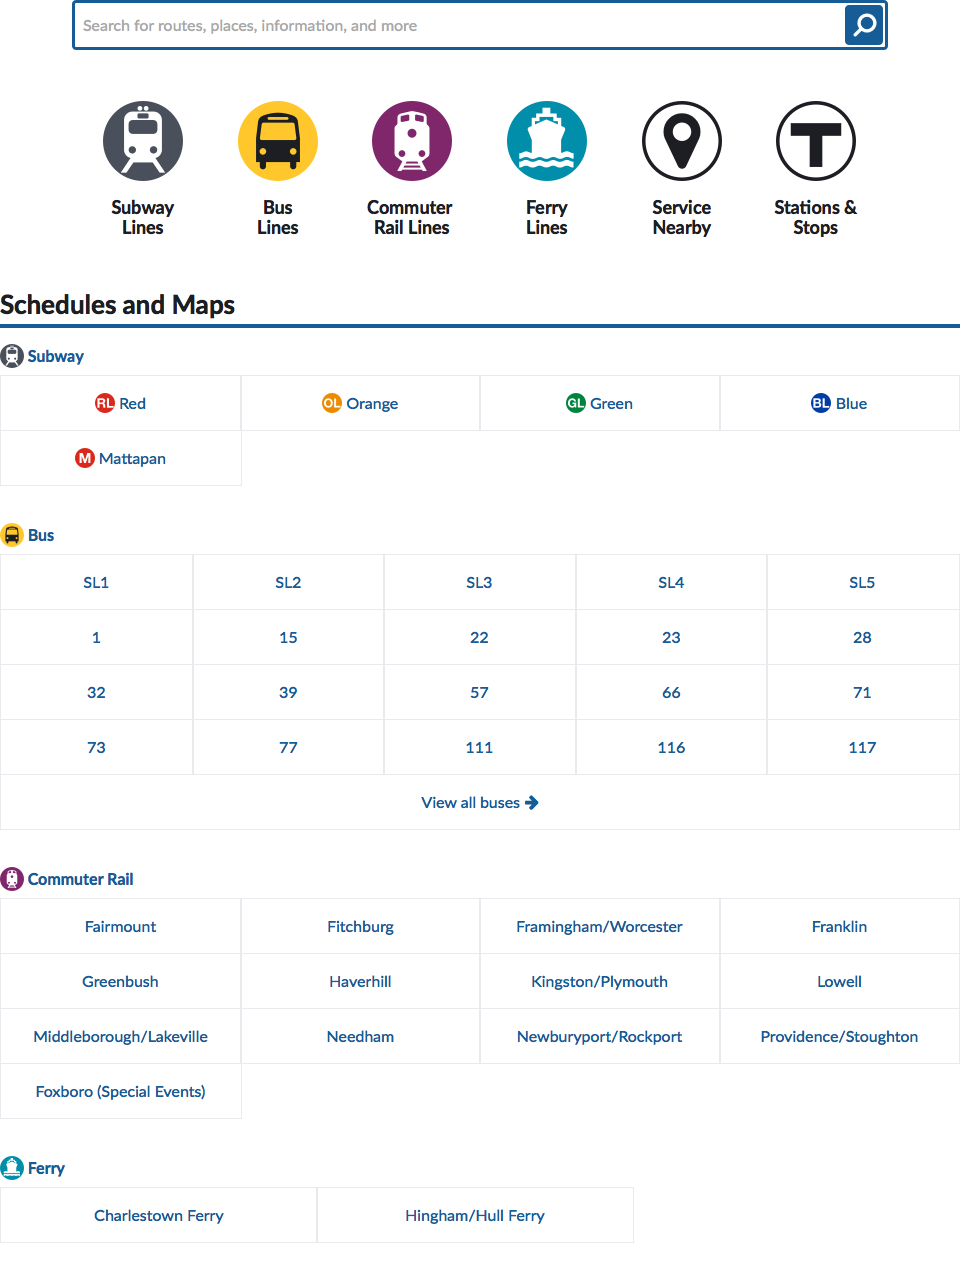 Search for routes, places, information, and more
Subway
Lines
Bus
Lines
Commuter
Rail Lines
Ferry
Lines
Service
Nearby
T
Stations &
Stops
Schedules and Maps
Subway
RL Red
OL Orange
GL Green
BL Blue
M Mattapan
Bus
SL1
SL2
SL3
SL4
SL5
1
15
22
23
28
32
39
57
66
71
73
77
111
116
117
View all buses
Commuter Rail
Fairmount
Fitchburg
Framingham/Worcester
Franklin
Greenbush
Haverhill
Kingston/Plymouth
Lowell
Middleborough/Lakeville
Needham
Newburyport/Rockport
Providence/Stoughton
Foxboro (Special Events)
Ferry
Charlestown Ferry
Hingham/Hull Ferry